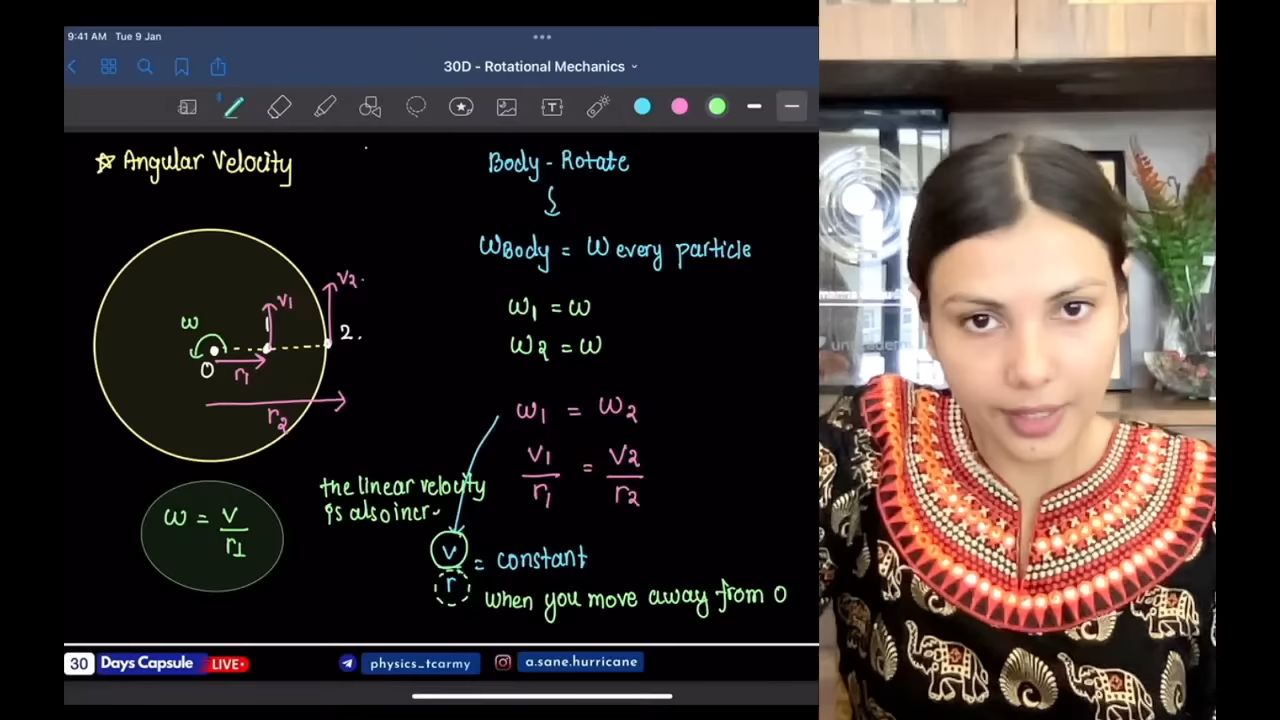 9:41 AM Tue 9 Jan
30D - Rotational Mechanics
Angular Velocity
Body - Rotate
ωBody = ω every particle
ω1 = ω
ω2 = ω
ω1 = ω2
v1/r1 = v2/r2
ω
O
r1
r2
v1
v2
1
2.
ω = v/r⊥
the linear velocity
is also incr
v/r = constant
when you move away from O
30 Days Capsule LIVE
physics_tcarmy
a.sane.hurricane